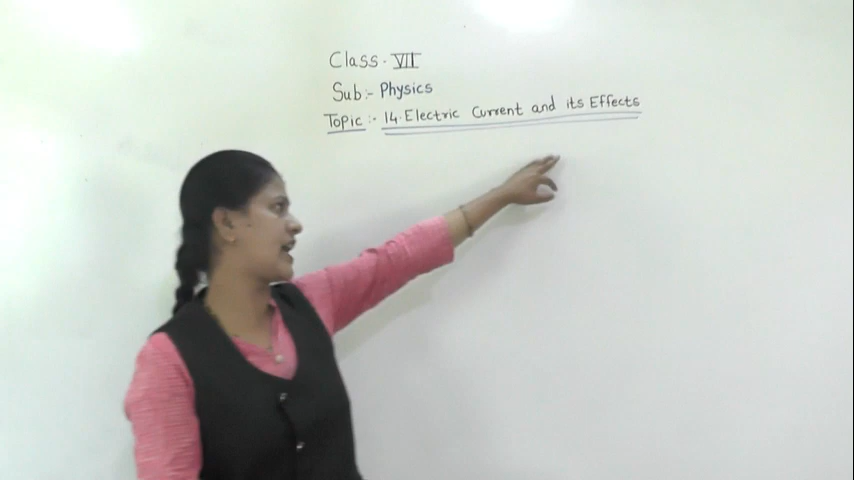 Class - VII
Sub:- Physics
Topic:- 14. Electric Current and its Effects